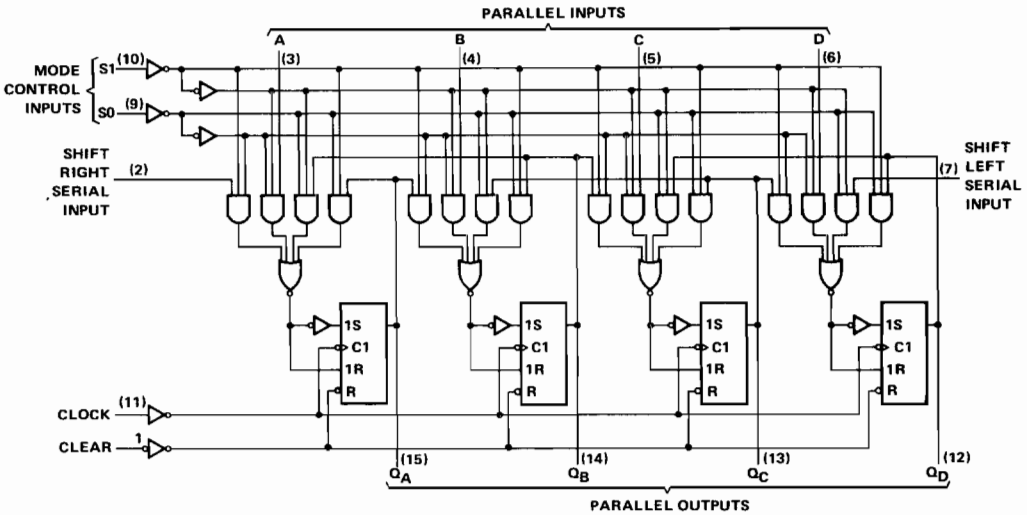 PARALLEL INPUTS
A B C D
(3) (4) (5) (6)
MODE
CONTROL
INPUTS
S1 (10)
S0 (9)
SHIFT
RIGHT
SERIAL
INPUT
(2)
(7)
SHIFT
LEFT
SERIAL
INPUT
1S 1S 1S 1S
C1 C1 C1 C1
1R 1R 1R 1R
R R R R
CLOCK (11)
CLEAR 1
(15) (14) (13) (12)
QA QB QC QD
PARALLEL OUTPUTS